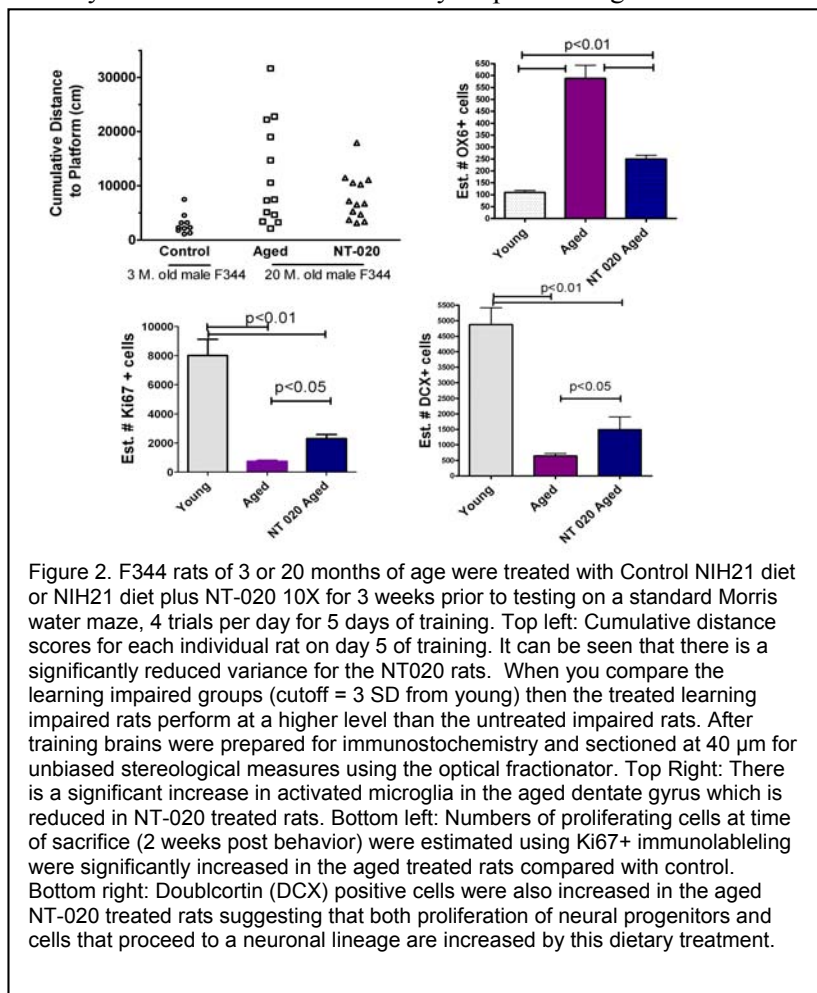 p<0.01
Cumulative Distance
to Platform (cm)
30000
20000
10000
0
Control
Aged
NT-020
3 M. old male F344
20 M. old male F344
Est. # OX6+ cells
650
600
550
500
450
400
350
300
250
200
150
100
50
0
Young
Aged
NT 020 Aged
p<0.01
p<0.05
Est. # Ki67 + cells
10000
8000
6000
4000
2000
0
Young
Aged
NT 020 Aged
p<0.01
p<0.05
Est. # DCX+ cells
5500
5000
4500
4000
3500
3000
2500
2000
1500
1000
500
0
Young
Aged
NT 020 Aged
Figure 2. F344 rats of 3 or 20 months of age were treated with Control NIH21 diet
or NIH21 diet plus NT-020 10X for 3 weeks prior to testing on a standard Morris
water maze, 4 trials per day for 5 days of training. Top left: Cumulative distance
scores for each individual rat on day 5 of training. It can be seen that there is a
significantly reduced variance for the NT020 rats.  When you compare the
learning impaired groups (cutoff = 3 SD from young) then the treated learning
impaired rats perform at a higher level than the untreated impaired rats. After
training brains were prepared for immunostochemistry and sectioned at 40 µm for
unbiased stereological measures using the optical fractionator. Top Right: There
is a significant increase in activated microglia in the aged dentate gyrus which is
reduced in NT-020 treated rats. Bottom left: Numbers of proliferating cells at time
of sacrifice (2 weeks post behavior) were estimated using Ki67+ immunolableling
were significantly increased in the aged treated rats compared with control.
Bottom right: Doublcortin (DCX) positive cells were also increased in the aged
NT-020 treated rats suggesting that both proliferation of neural progenitors and
cells that proceed to a neuronal lineage are increased by this dietary treatment.